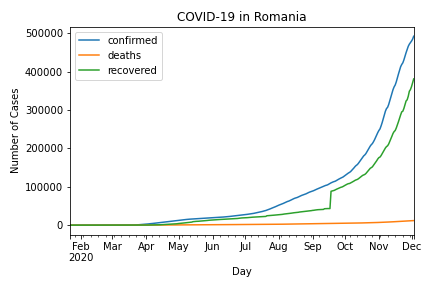 COVID-19 in Romania
confirmed
deaths
recovered
Number of Cases
500000
400000
300000
200000
100000
0
Feb Mar Apr May Jun Jul Aug Sep Oct Nov Dec
2020
Day